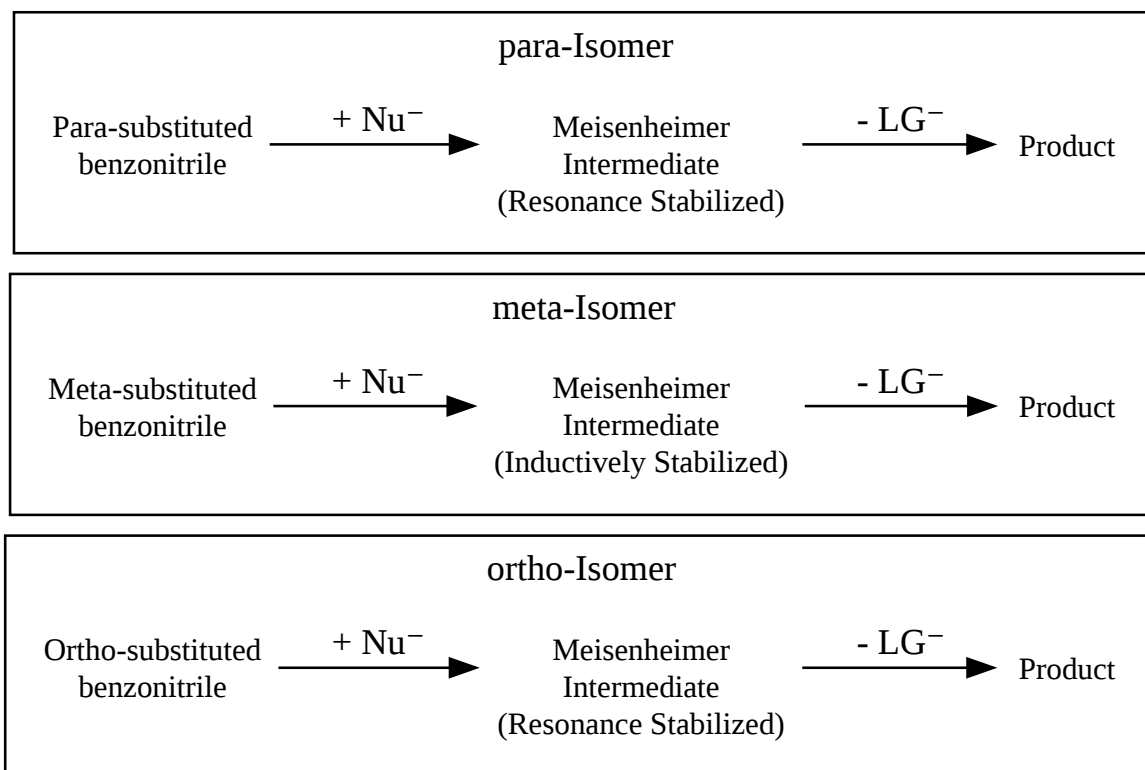 para-Isomer
Para-substituted
benzonitrile
+ Nu⁻
Meisenheimer
Intermediate
(Resonance Stabilized)
- LG⁻
Product
meta-Isomer
Meta-substituted
benzonitrile
+ Nu⁻
Meisenheimer
Intermediate
(Inductively Stabilized)
- LG⁻
Product
ortho-Isomer
Ortho-substituted
benzonitrile
+ Nu⁻
Meisenheimer
Intermediate
(Resonance Stabilized)
- LG⁻
Product